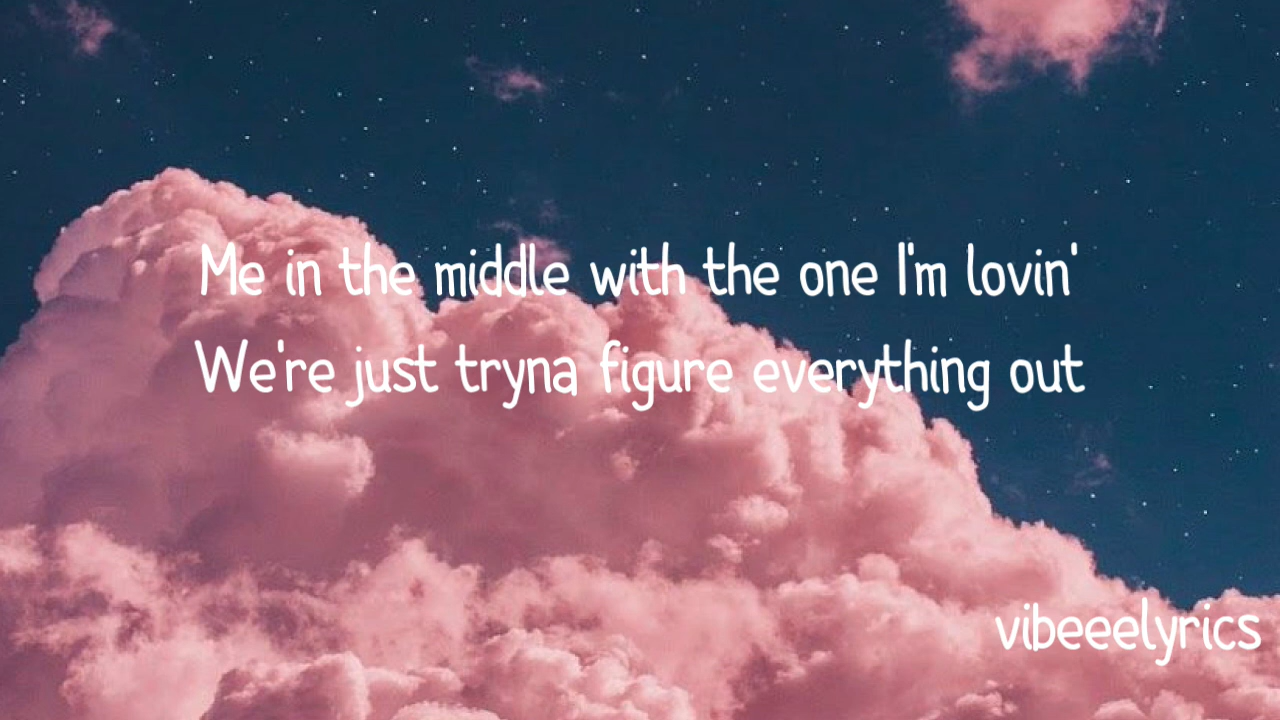 Me in the middle with the one I'm lovin'
We're just tryna figure everything out
vibeeelyrics